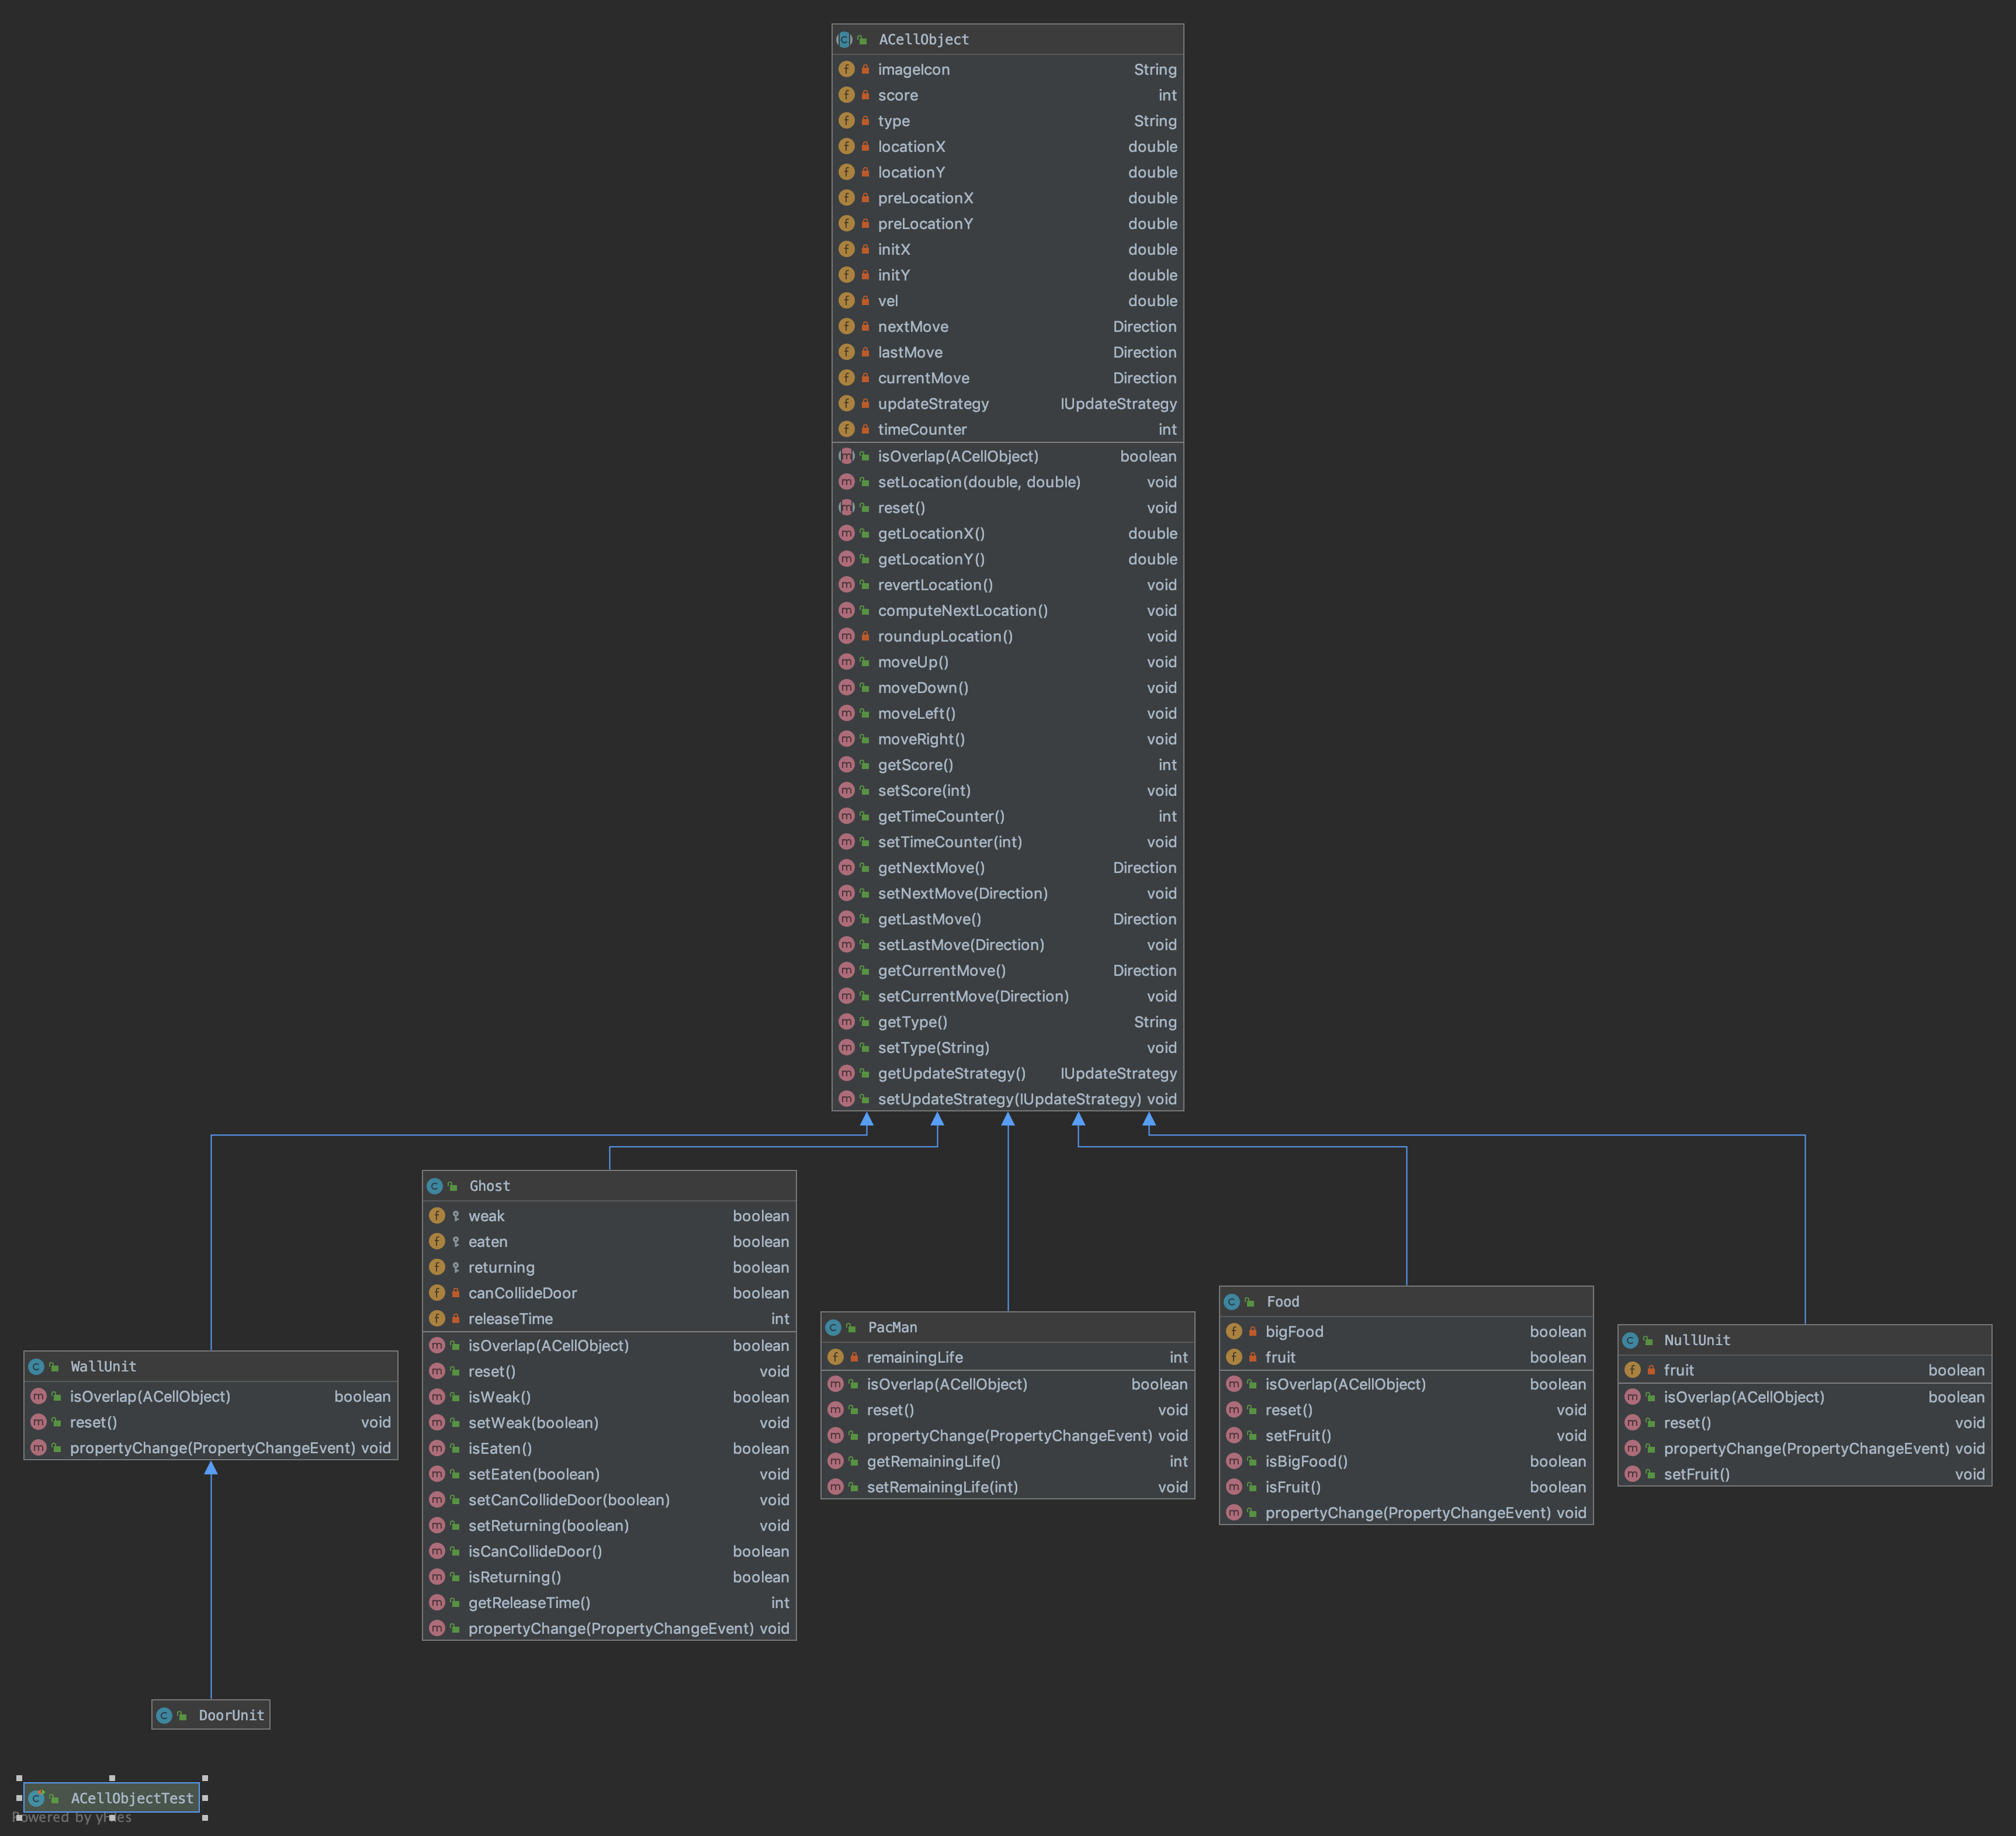 ACellObject
imageIcon String
score int
type String
locationX double
locationY double
preLocationX double
preLocationY double
initX double
initY double
vel double
nextMove Direction
lastMove Direction
currentMove Direction
updateStrategy IUpdateStrategy
timeCounter int
isOverlap(ACellObject) boolean
setLocation(double, double) void
reset() void
getLocationX() double
getLocationY() double
revertLocation() void
computeNextLocation() void
roundupLocation() void
moveUp() void
moveDown() void
moveLeft() void
moveRight() void
getScore() int
setScore(int) void
getTimeCounter() int
setTimeCounter(int) void
getNextMove() Direction
setNextMove(Direction) void
getLastMove() Direction
setLastMove(Direction) void
getCurrentMove() Direction
setCurrentMove(Direction) void
getType() String
setType(String) void
getUpdateStrategy() IUpdateStrategy
setUpdateStrategy(IUpdateStrategy) void
WallUnit
isOverlap(ACellObject) boolean
reset() void
propertyChange(PropertyChangeEvent) void
Ghost
weak boolean
eaten boolean
returning boolean
canCollideDoor boolean
releaseTime int
isOverlap(ACellObject) boolean
reset() void
isWeak() boolean
setWeak(boolean) void
isEaten() boolean
setEaten(boolean) void
setCanCollideDoor(boolean) void
setReturning(boolean) void
isCanCollideDoor() boolean
isReturning() boolean
getReleaseTime() int
propertyChange(PropertyChangeEvent) void
PacMan
remainingLife int
isOverlap(ACellObject) boolean
reset() void
propertyChange(PropertyChangeEvent) void
getRemainingLife() int
setRemainingLife(int) void
Food
bigFood boolean
fruit boolean
isOverlap(ACellObject) boolean
reset() void
setFruit() void
isBigFood() boolean
isFruit() boolean
propertyChange(PropertyChangeEvent) void
NullUnit
fruit boolean
isOverlap(ACellObject) boolean
reset() void
propertyChange(PropertyChangeEvent) void
setFruit() void
DoorUnit
ACellObjectTest
Powered by yFiles